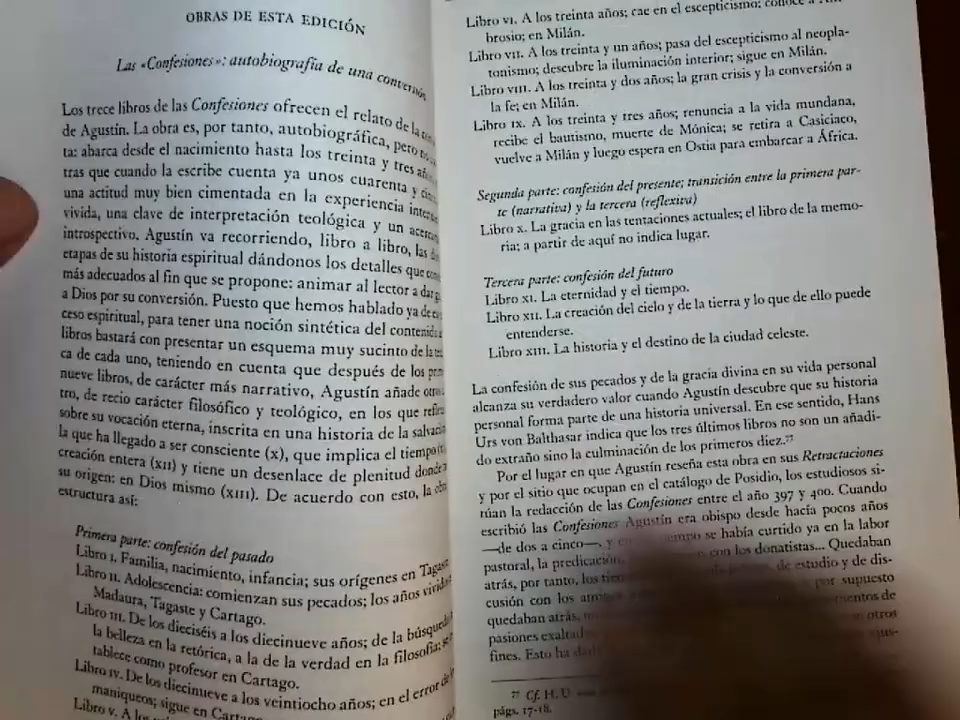 OBRAS DE ESTA EDICIÓN
Las «Confesiones»: autobiografía de una conversión
Los trece libros de las Confesiones ofrecen el relato de la
de Agustín. La obra es, por tanto, autobiográfica, pero
ta: abarca desde el nacimiento hasta los treinta y tres
tras que cuando la escribe cuenta ya unos cuarenta y
una actitud muy bien cimentada en la experiencia
vivida, una clave de interpretación teológica y un
introspectivo. Agustín va recorriendo, libro a libro, las
etapas de su historia espiritual dándonos los detalles que
más adecuados al fin que se propone: animar al lector a dar
a Dios por su conversión. Puesto que hemos hablado ya de
ceso espiritual, para tener una noción sintética del contenido
libros bastará con presentar un esquema muy sucinto de la
ca de cada uno, teniendo en cuenta que después de los
nueve libros, de carácter más narrativo, Agustín añade
tro, de recio carácter filosófico y teológico, en los que
sobre su vocación eterna, inscrita en una historia de la
la que ha llegado a ser consciente (X), que implica el tiempo
creación entera (XII) y tiene un desenlace de plenitud
su origen: en Dios mismo (XIII). De acuerdo con esto, la
estructura así:
Primera parte: confesión del pasado
Libro I. Familia, nacimiento, infancia; sus orígenes en
Libro II. Adolescencia: comienzan sus pecados; los años
Madaura, Tagaste y Cartago.
Libro III. De los dieciséis a los diecinueve años; de la
la belleza en la retórica, a la de la verdad en la filosofía;
tablece como profesor en Cartago.
Libro IV. De los diecinueve a los veintiocho años; en el error de
maniqueos; sigue en
Libro V. A los
Libro VI. A los treinta años; cae en el escepticismo; conoce a
brosio; en Milán.
Libro VII. A los treinta y un años; pasa del escepticismo al neopla-
tonismo; descubre la iluminación interior; sigue en Milán.
Libro VIII. A los treinta y dos años; la gran crisis y la conversión a
la fe; en Milán.
Libro IX. A los treinta y tres años; renuncia a la vida mundana,
recibe el bautismo, muerte de Mónica; se retira a Casiciaco,
vuelve a Milán y luego espera en Ostia para embarcar a África.
Segunda parte: confesión del presente; transición entre la primera par-
te (narrativa) y la tercera (reflexiva)
Libro X. La gracia en las tentaciones actuales; el libro de la memo-
ria; a partir de aquí no indica lugar.
Tercera parte: confesión del futuro
Libro XI. La eternidad y el tiempo.
Libro XII. La creación del cielo y de la tierra y lo que de ello puede
entenderse.
Libro XIII. La historia y el destino de la ciudad celeste.
La confesión de sus pecados y de la gracia divina en su vida personal
alcanza su verdadero valor cuando Agustín descubre que su historia
personal forma parte de una historia universal. En ese sentido, Hans
Urs von Balthasar indica que los tres últimos libros no son un añadi-
do extraño sino la culminación de los primeros diez.⁷⁷
Por el lugar en que Agustín reseña esta obra en sus Retractaciones
y por el sitio que ocupan en el catálogo de Posidio, los estudiosos si-
túan la redacción de las Confesiones entre el año 397 y 400. Cuando
escribió las Confesiones Agustín era obispo desde hacía pocos años
—de dos a cinco—, y se había curtido ya en la labor
pastoral, la predicación, con los donatistas... Quedaban
atrás, por tanto, los de estudio y de dis-
cusión con los por supuesto
quedaban atrás, de
pasiones otros
fines. Esto ha
⁷⁷ Cf. H. U.
págs. 17-18.